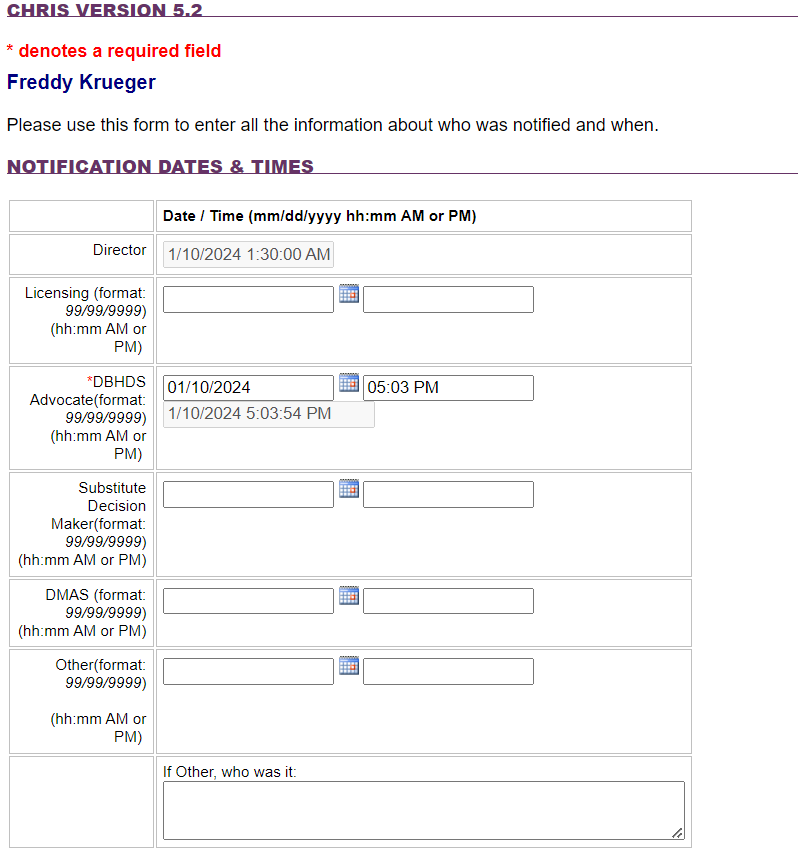 CHRIS VERSION 5.2
* denotes a required field
Freddy Krueger
Please use this form to enter all the information about who was notified and when.
NOTIFICATION DATES & TIMES
Date / Time (mm/dd/yyyy hh:mm AM or PM)
Director
1/10/2024 1:30:00 AM
Licensing (format:
99/99/9999)
(hh:mm AM or
PM)
*DBHDS
Advocate(format:
99/99/9999)
(hh:mm AM or
PM)
01/10/2024 05:03 PM
1/10/2024 5:03:54 PM
Substitute
Decision
Maker(format:
99/99/9999)
(hh:mm AM or PM)
DMAS (format:
99/99/9999)
(hh:mm AM or PM)
Other(format:
99/99/9999)
(hh:mm AM or
PM)
If Other, who was it: